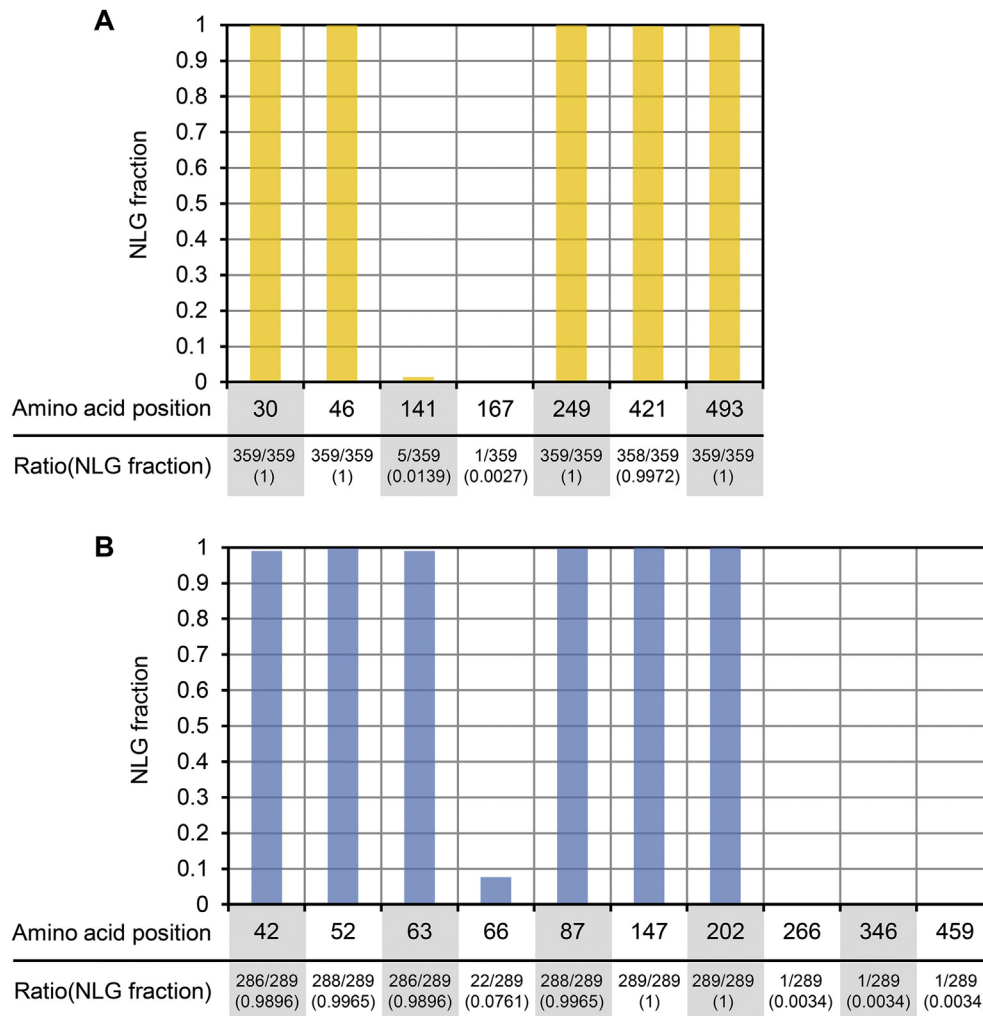 A
NLG fraction
1
0.9
0.8
0.7
0.6
0.5
0.4
0.3
0.2
0.1
0
Amino acid position 30 46 141 167 249 421 493
Ratio(NLG fraction) 359/359 359/359 5/359 1/359 359/359 358/359 359/359
(1) (1) (0.0139) (0.0027) (1) (0.9972) (1)
B
NLG fraction
1
0.9
0.8
0.7
0.6
0.5
0.4
0.3
0.2
0.1
0
Amino acid position 42 52 63 66 87 147 202 266 346 459
Ratio(NLG fraction) 286/289 288/289 286/289 22/289 288/289 289/289 289/289 1/289 1/289 1/289
(0.9896) (0.9965) (0.9896) (0.0761) (0.9965) (1) (1) (0.0034) (0.0034) (0.0034